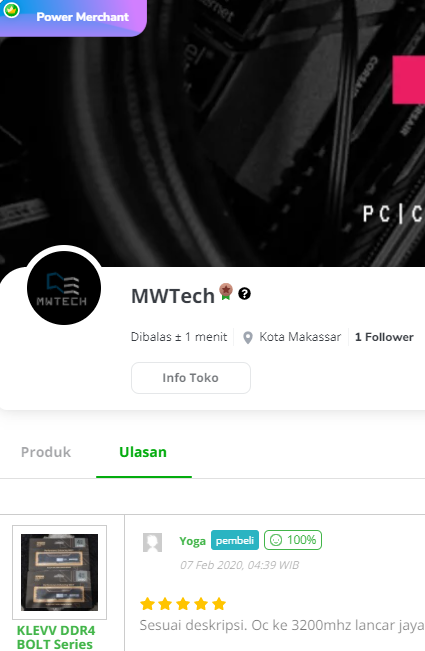 Power Merchant
CORSAIR
PC|C
MWTECH
MWTech
Dibalas ± 1 menit
Kota Makassar
1 Follower
Info Toko
Produk
Ulasan
Yoga
pembeli
100%
07 Feb 2020, 04:39 WIB
KLEVV DDR4
BOLT Series
Sesuai deskripsi. Oc ke 3200mhz lancar jaya